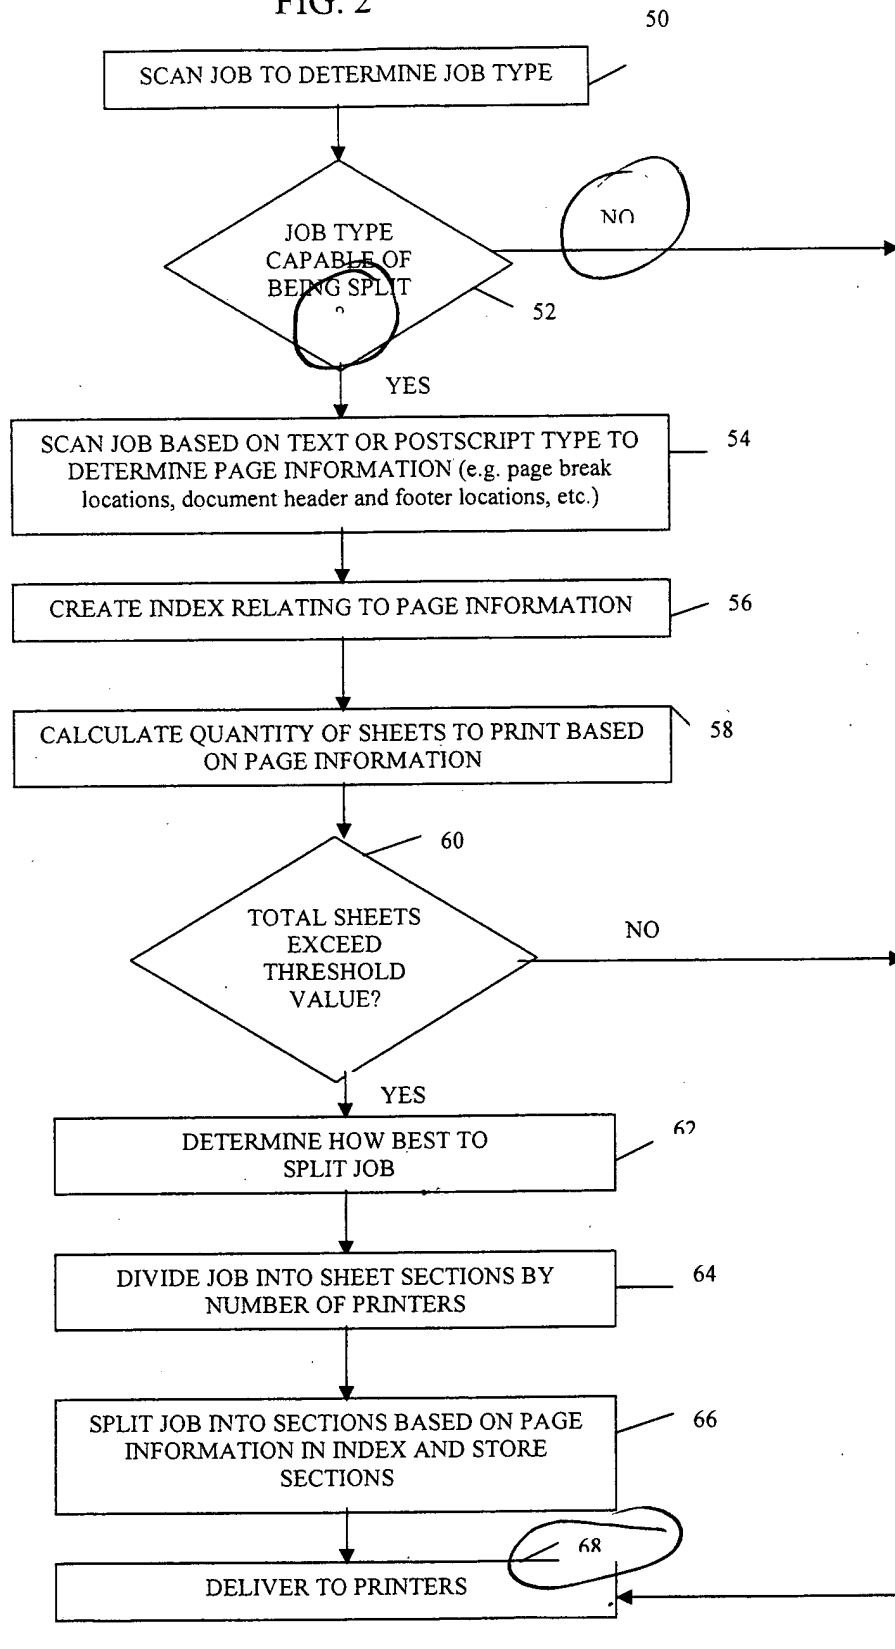 FIG. 2
50
SCAN JOB TO DETERMINE JOB TYPE
JOB TYPE
CAPABLE OF
BEING SPLIT
?
NO
52
YES
SCAN JOB BASED ON TEXT OR POSTSCRIPT TYPE TO
DETERMINE PAGE INFORMATION (e.g. page break
locations, document header and footer locations, etc.)
54
CREATE INDEX RELATING TO PAGE INFORMATION
56
CALCULATE QUANTITY OF SHEETS TO PRINT BASED
ON PAGE INFORMATION
58
60
TOTAL SHEETS
EXCEED
THRESHOLD
VALUE?
NO
YES
DETERMINE HOW BEST TO
SPLIT JOB
62
DIVIDE JOB INTO SHEET SECTIONS BY
NUMBER OF PRINTERS
64
SPLIT JOB INTO SECTIONS BASED ON PAGE
INFORMATION IN INDEX AND STORE
SECTIONS
66
68
DELIVER TO PRINTERS